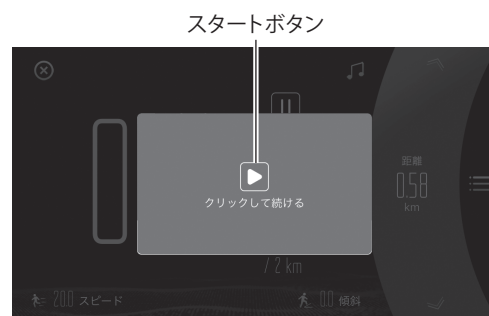 スタートボタン
距離
0.58
km
クリックして続ける
/ 2 km
20.0 スピード
0.0 傾斜